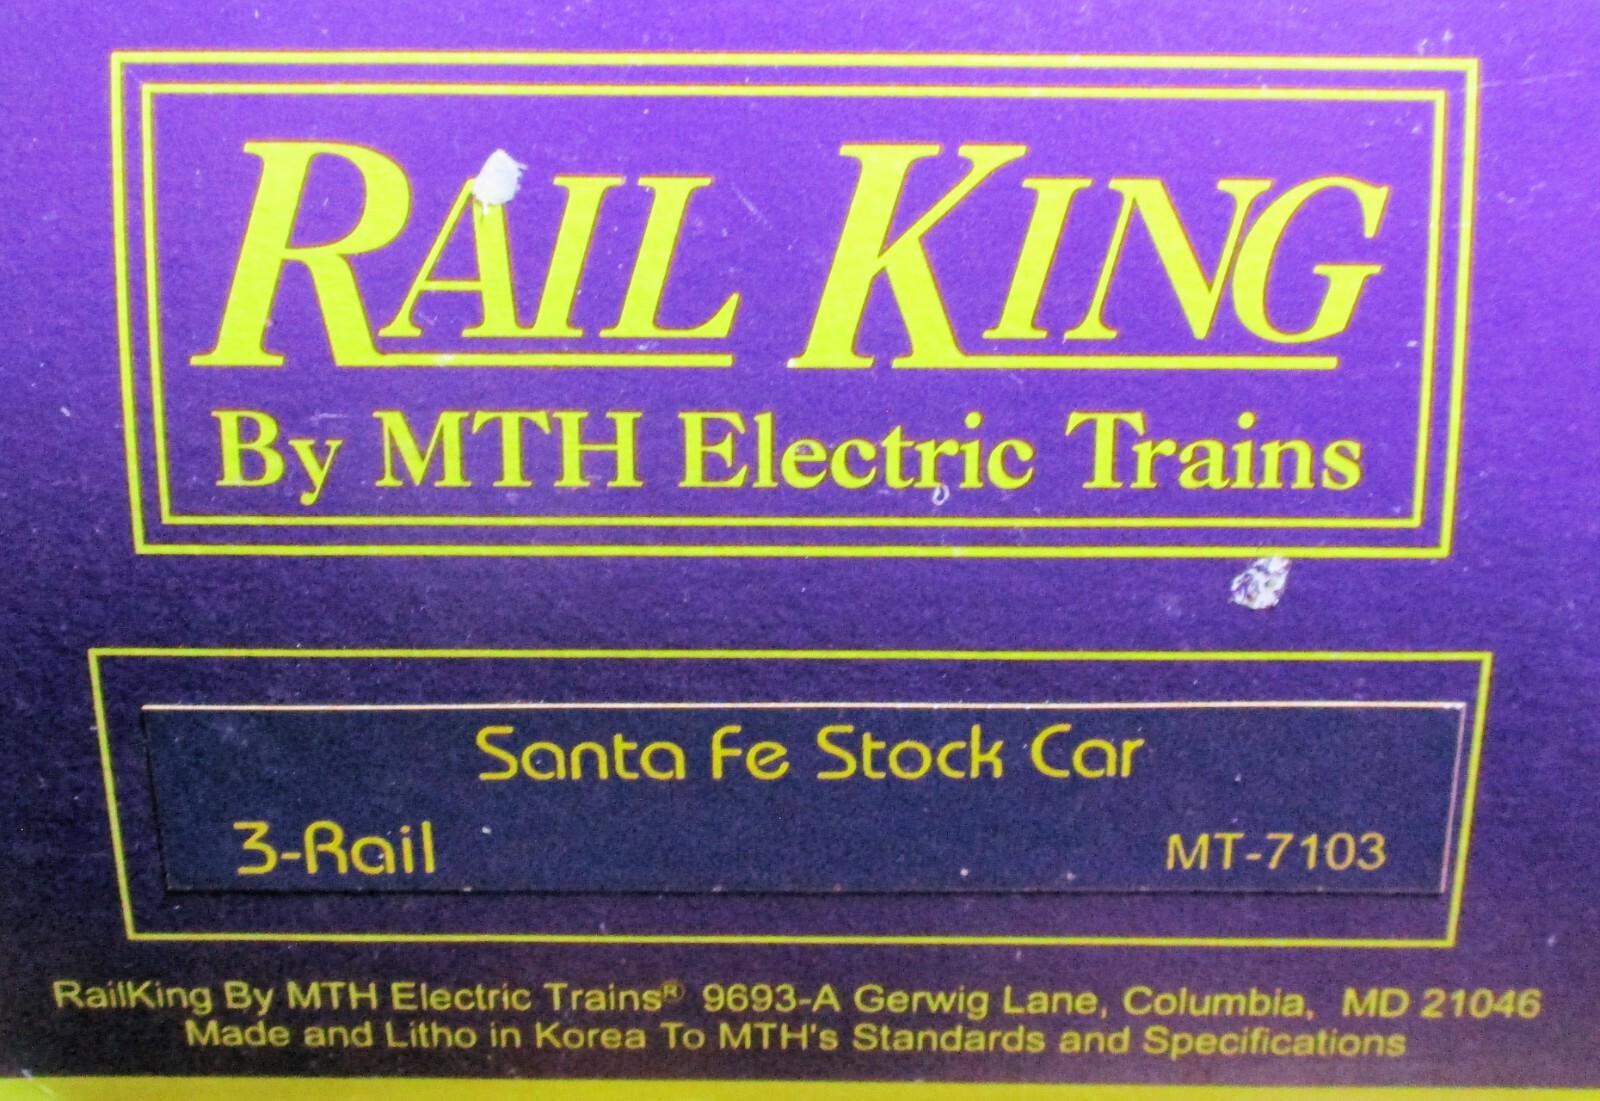 RAIL KING
By MTH Electric Trains
Santa Fe Stock Car
3-Rail MT-7103
RailKing By MTH Electric Trains® 9693-A Gerwig Lane, Columbia, MD 21046
Made and Litho in Korea To MTH's Standards and Specifications